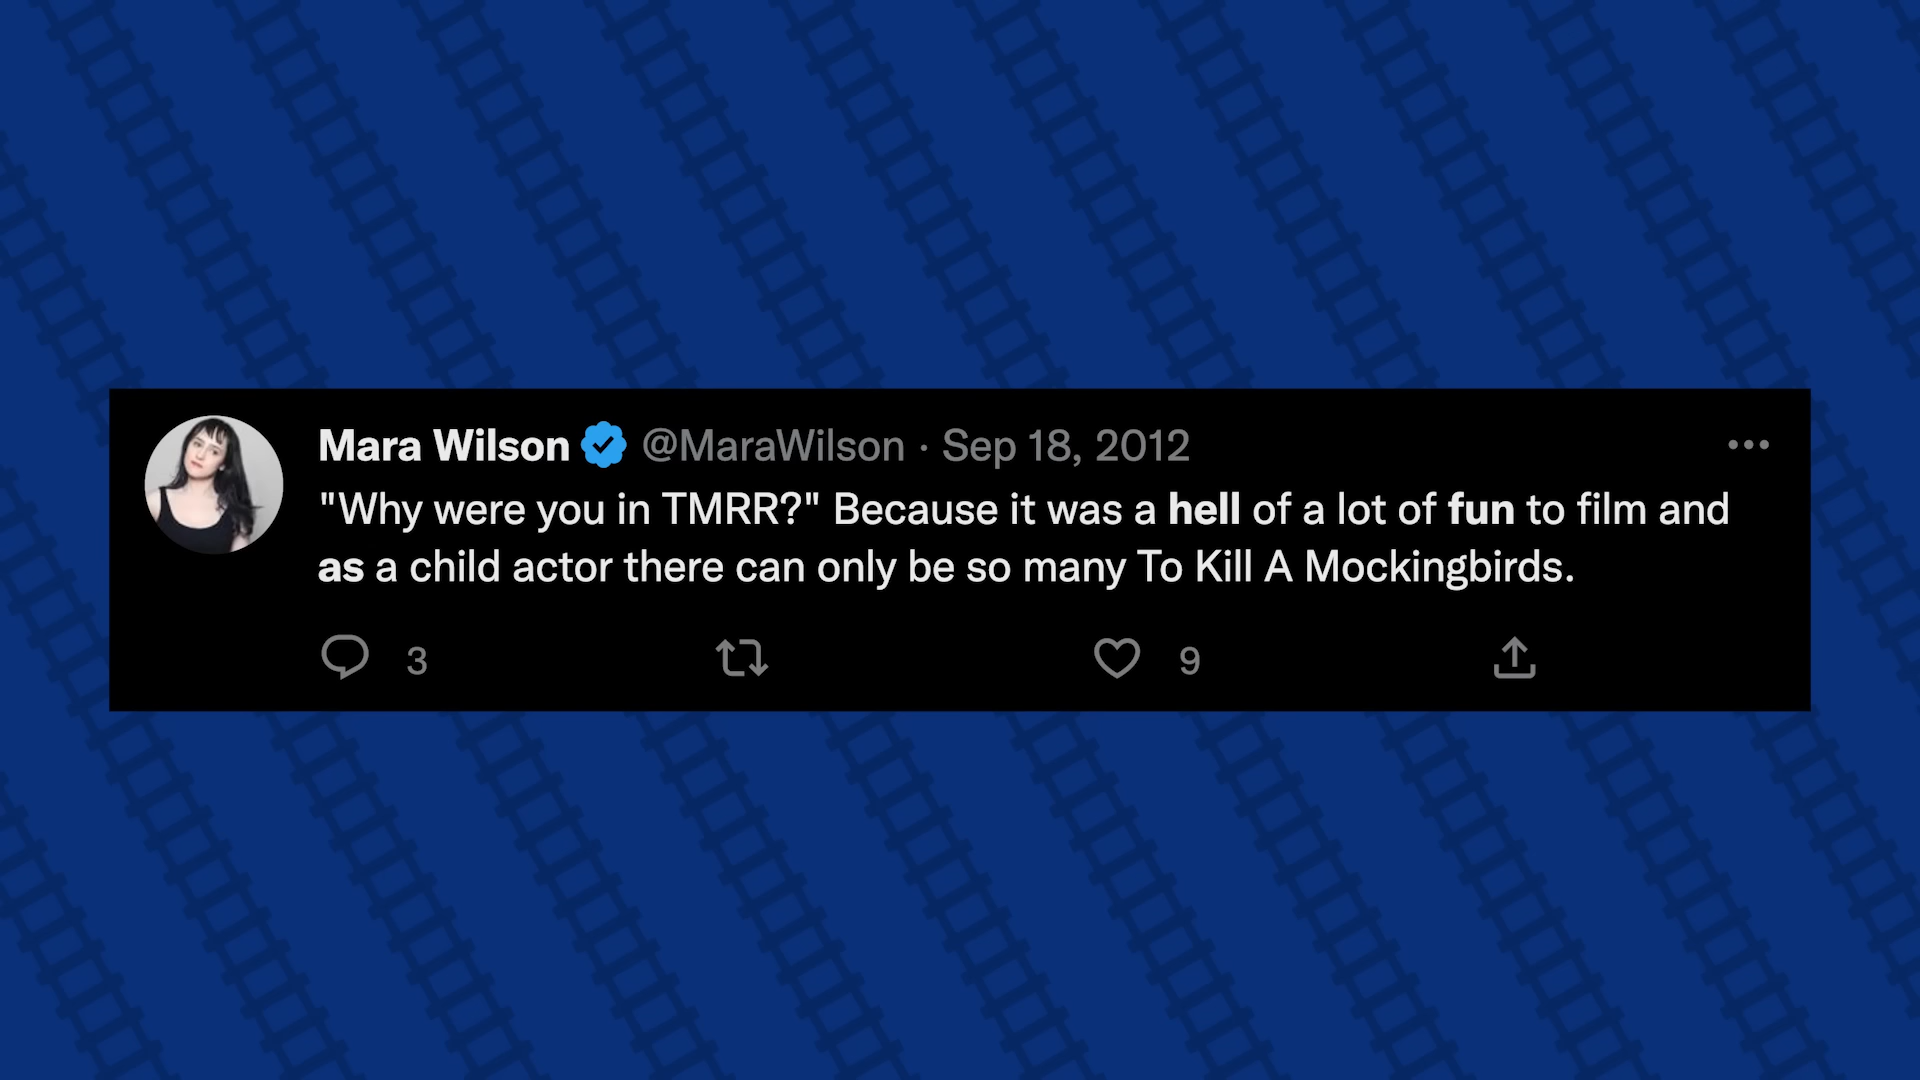 Mara Wilson @MaraWilson · Sep 18, 2012
"Why were you in TMRR?" Because it was a hell of a lot of fun to film and
as a child actor there can only be so many To Kill A Mockingbirds.
3 9